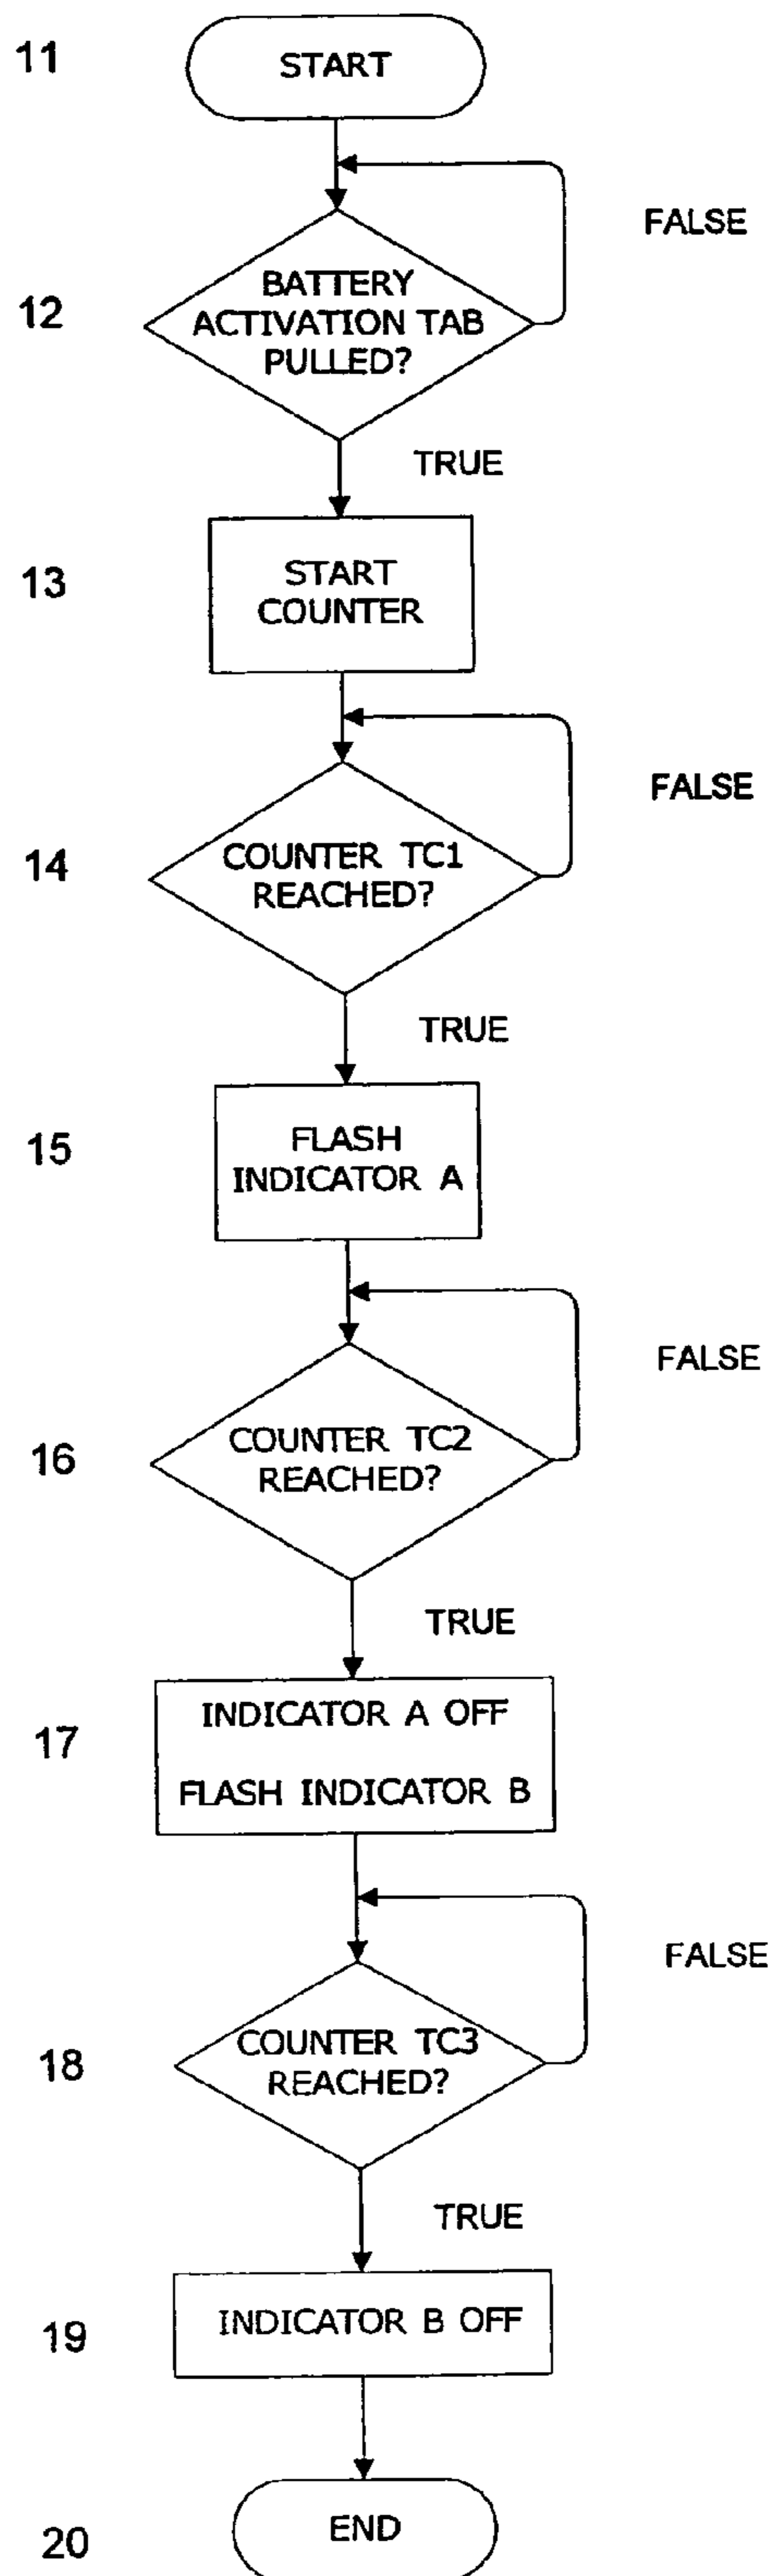 11
START
FALSE
12
BATTERY
ACTIVATION TAB
PULLED?
TRUE
13
START
COUNTER
FALSE
14
COUNTER TC1
REACHED?
TRUE
15
FLASH
INDICATOR A
FALSE
16
COUNTER TC2
REACHED?
TRUE
17
INDICATOR A OFF
FLASH INDICATOR B
FALSE
18
COUNTER TC3
REACHED?
TRUE
19
INDICATOR B OFF
20
END